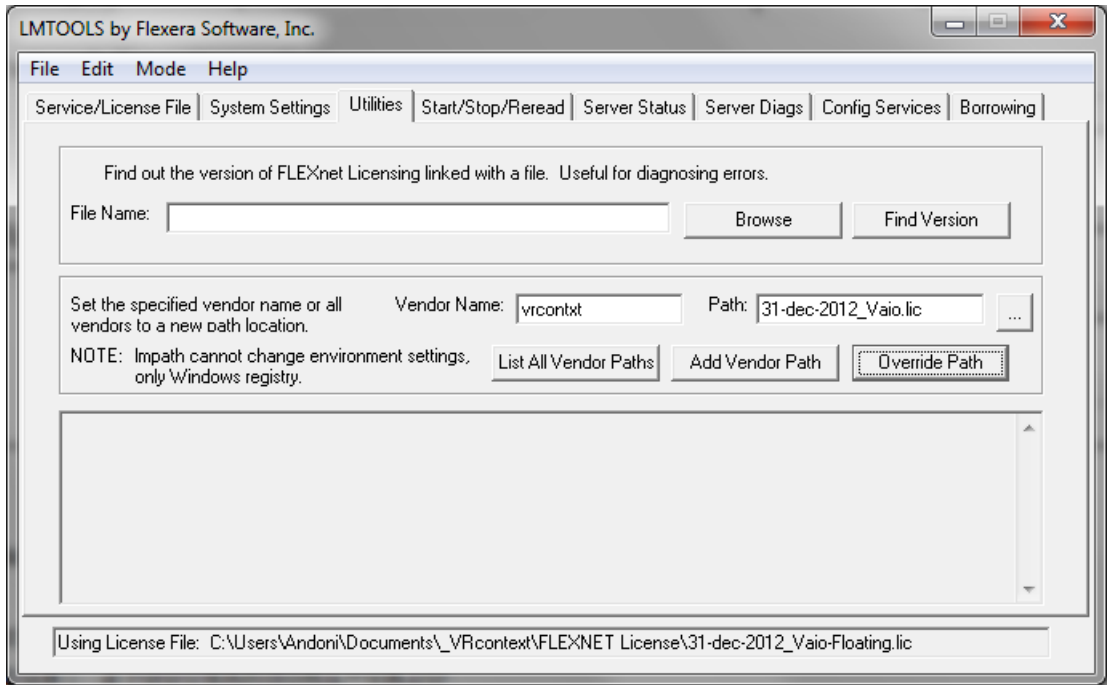 LMTOOLS by Flexera Software, Inc.
File Edit Mode Help
Service/License File System Settings Utilities Start/Stop/Reread Server Status Server Diags Config Services Borrowing
Find out the version of FLEXnet Licensing linked with a file. Useful for diagnosing errors.
File Name: Browse Find Version
Set the specified vendor name or all
vendors to a new path location.
Vendor Name: vrcontxt Path: 31-dec-2012_Vaio.lic ...
NOTE: lmpath cannot change environment settings,
only Windows registry.
List All Vendor Paths Add Vendor Path Override Path
Using License File: C:\Users\Andoni\Documents\_VRcontext\FLEXNET License\31-dec-2012_Vaio-Floating.lic